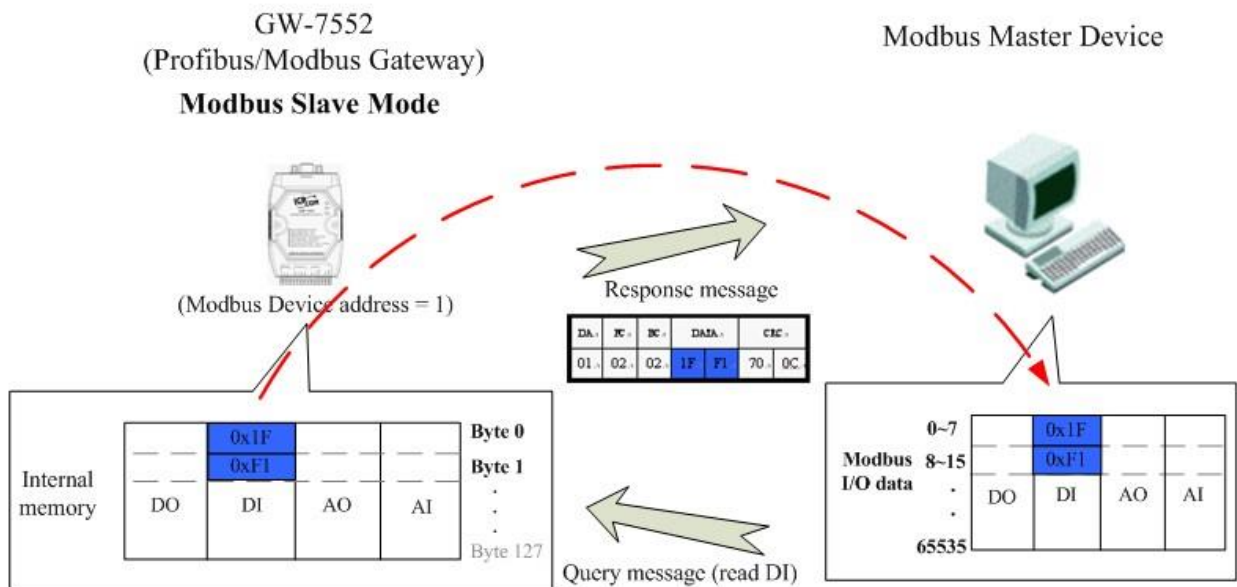 GW-7552
(Profibus/Modbus Gateway)
Modbus Slave Mode
Modbus Master Device
ICP CON
(Modbus Device address = 1)
Response message
DA FC BC DATA CRC
01 02 02 1F F1 70 0C
Internal
memory
0x1F
0xF1
DO DI AO AI
Byte 0
Byte 1
.
.
.
Byte 127
Query message (read DI)
Modbus
I/O data
0~7
8~15
.
.
65535
0x1F
0xF1
DO DI AO AI